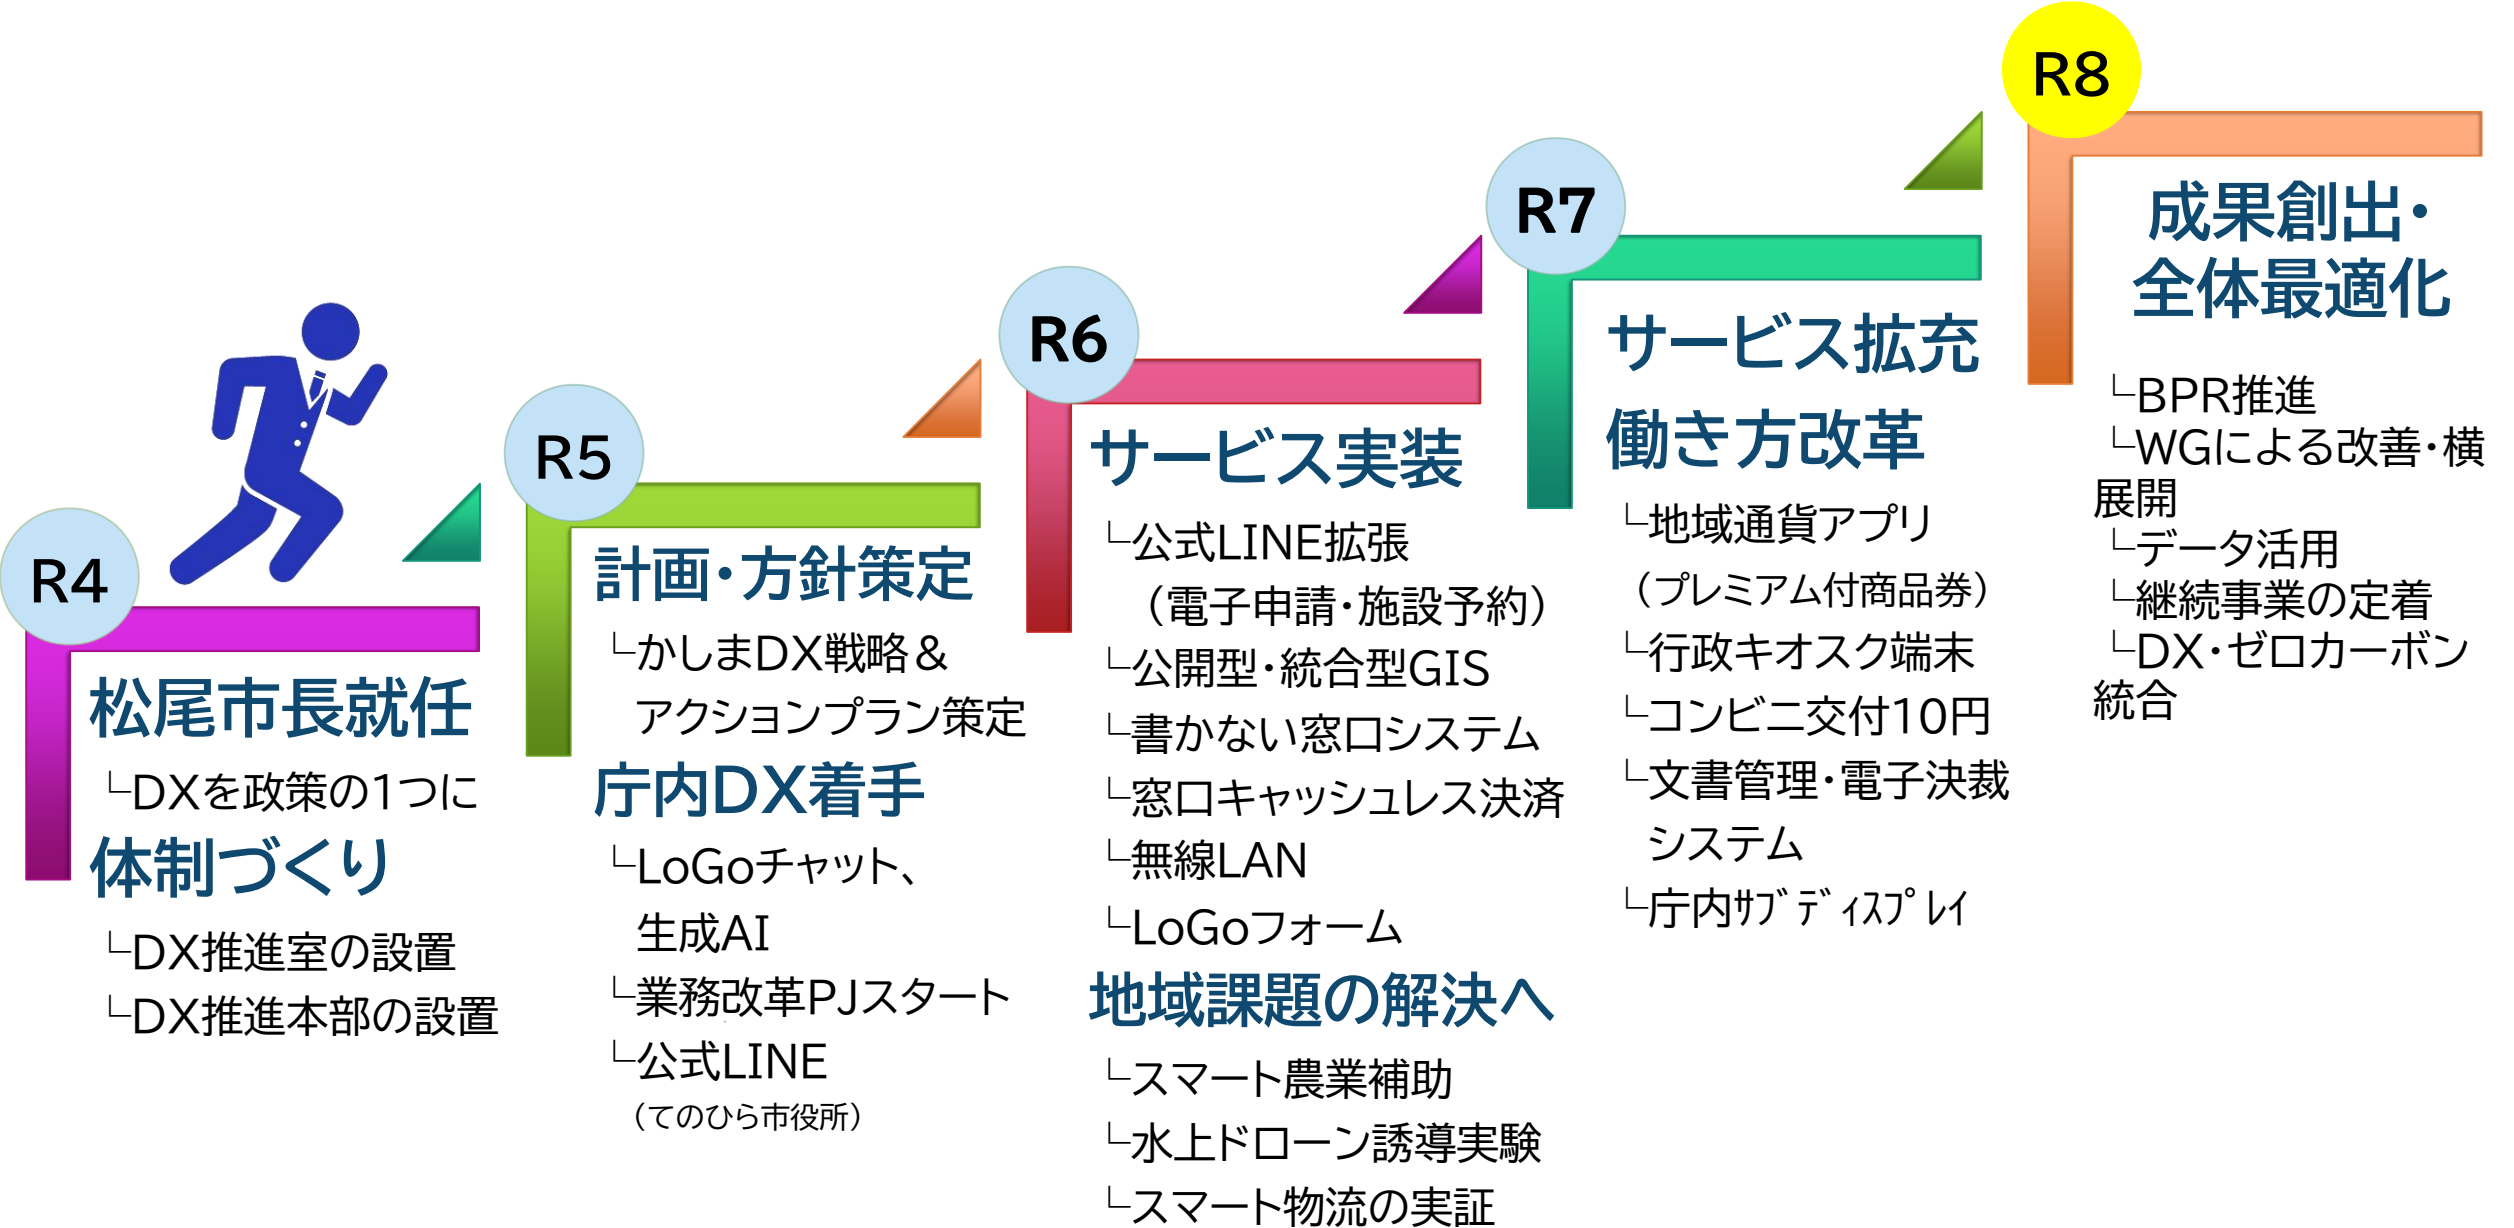 R4
松尾市長就任
└DXを政策の1つに
体制づくり
└DX推進室の設置
└DX推進本部の設置
R5
計画・方針策定
└かしまDX戦略＆
アクションプラン策定
庁内DX着手
└LoGoチャット、
生成AI
└業務改革PJスタート
└公式LINE
（てのひら市役所）
R6
サービス実装
└公式LINE拡張
（電子申請・施設予約）
└公開型・統合型GIS
└書かない窓口システム
└窓口キャッシュレス決済
└無線LAN
└LoGoフォーム
地域課題の解決へ
└スマート農業補助
└水上ドローン誘導実験
└スマート物流の実証
R7
サービス拡充
働き方改革
└地域通貨アプリ
（プレミアム付商品券）
└行政キオスク端末
└コンビニ交付10円
└文書管理・電子決裁
システム
└庁内ｻﾌﾞﾃﾞｨｽﾌﾟﾚｲ
R8
成果創出・
全体最適化
└BPR推進
└WGによる改善・横
展開
└データ活用
└継続事業の定着
└DX・ゼロカーボン
統合